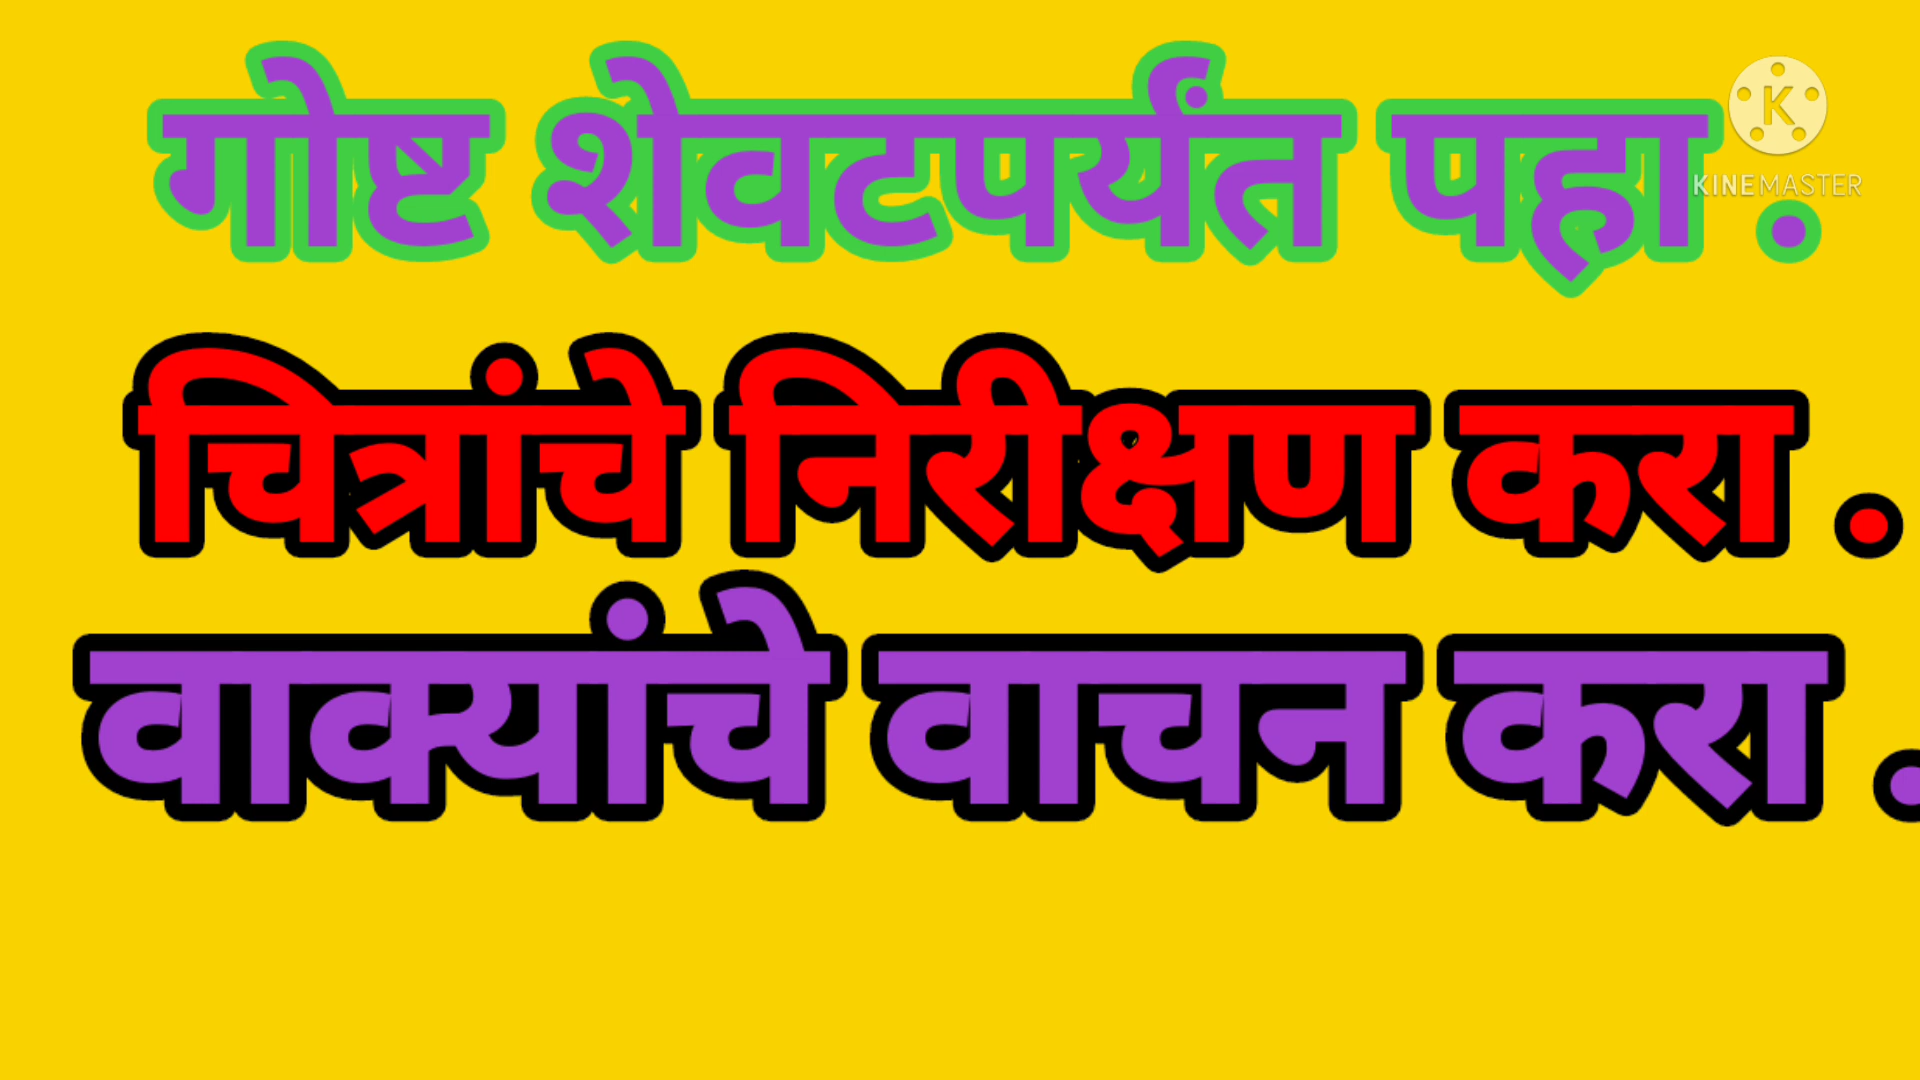 गोष्ट शेवटपर्यंत पहा .
KINEMASTER
चित्रांचे निरीक्षण करा .
वाक्यांचे वाचन करा .